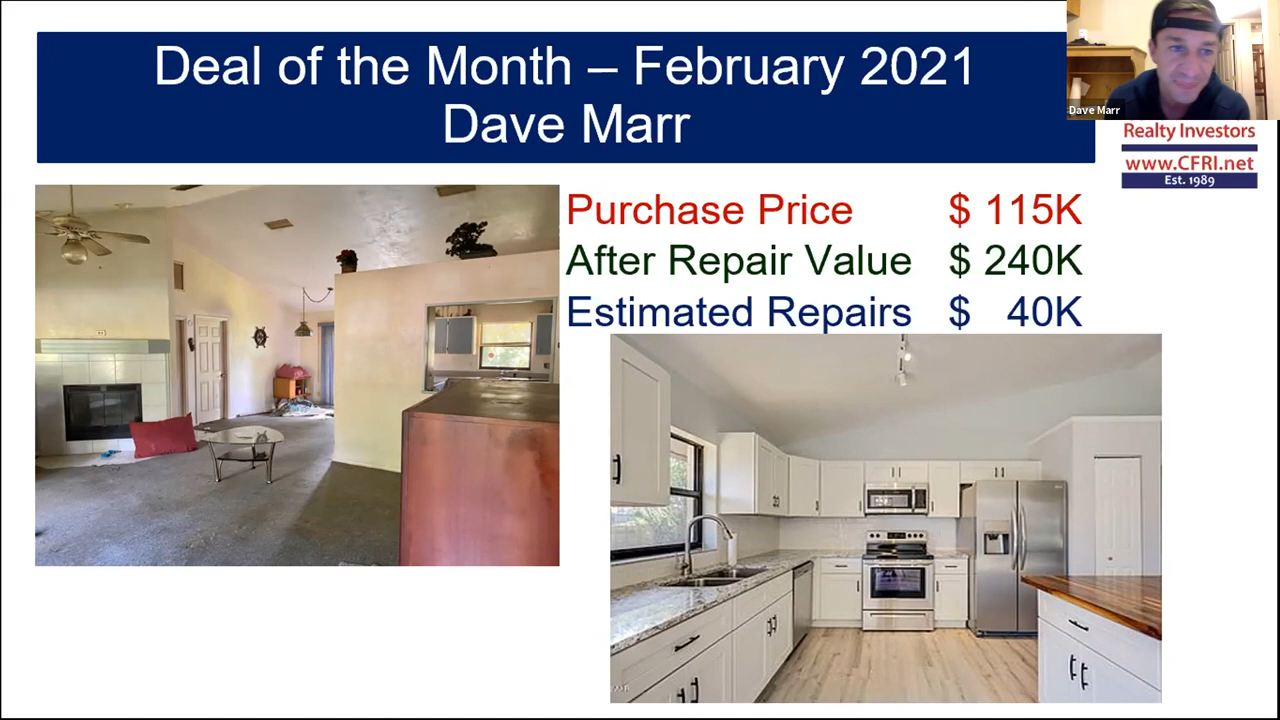 Deal of the Month – February 2021
Dave Marr
Dave Marr
Realty Investors
www.CFRI.net
Est. 1989
Purchase Price $ 115K
After Repair Value $ 240K
Estimated Repairs $ 40K